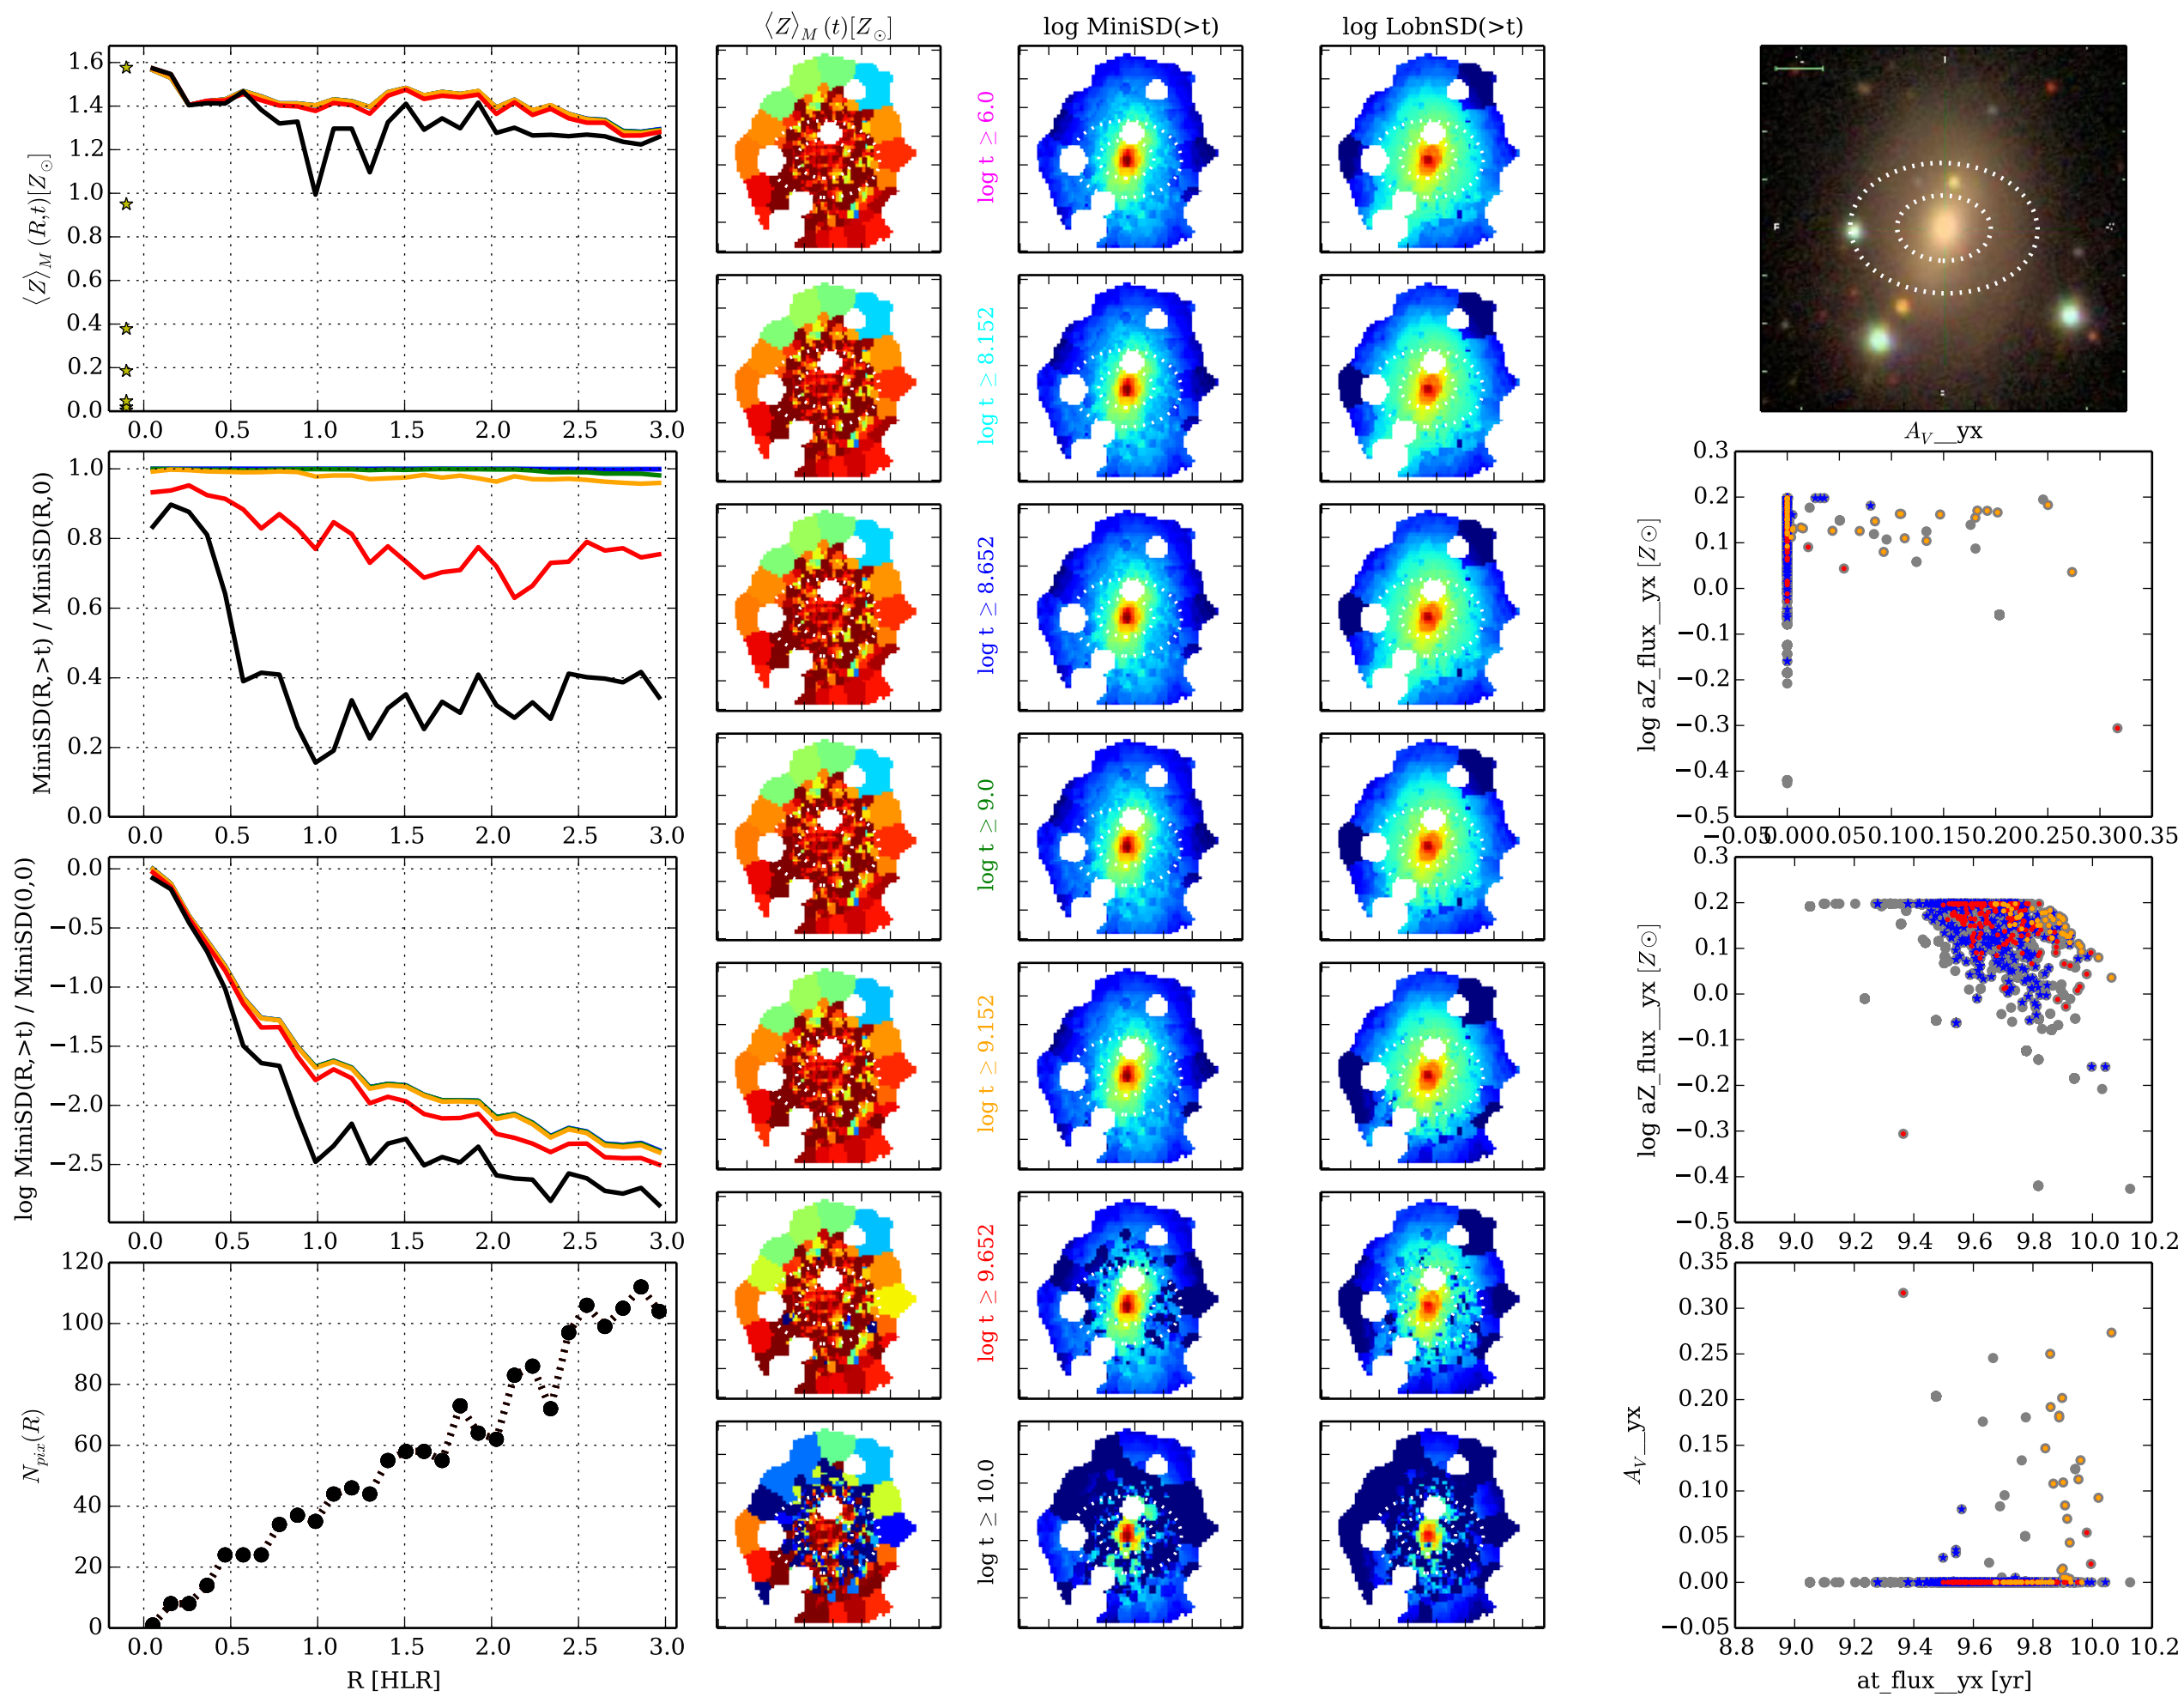 ⟨Z⟩_M (t)[Z_⊙]
log MiniSD(>t)
log LobnSD(>t)
⟨Z⟩_M (R,t)[Z_⊙]
1.6
1.4
1.2
1.0
0.8
0.6
0.4
0.2
0.0
0.0 0.5 1.0 1.5 2.0 2.5 3.0
MiniSD(R,>t) / MiniSD(R,0)
1.0
0.8
0.6
0.4
0.2
0.0
0.0 0.5 1.0 1.5 2.0 2.5 3.0
log MiniSD(R,>t) / MiniSD(0,0)
0.0
−0.5
−1.0
−1.5
−2.0
−2.5
0.0 0.5 1.0 1.5 2.0 2.5 3.0
N_pix(R)
120
100
80
60
40
20
0
0.0 0.5 1.0 1.5 2.0 2.5 3.0
R [HLR]
log t ≥ 6.0
log t ≥ 8.152
log t ≥ 8.652
log t ≥ 9.0
log t ≥ 9.152
log t ≥ 9.652
log t ≥ 10.0
A_V__yx
log aZ_flux__yx [Z⊙]
0.3
0.2
0.1
0.0
−0.1
−0.2
−0.3
−0.4
−0.5
−0.05 0.00 0.05 0.10 0.15 0.20 0.25 0.30 0.35
log aZ_flux__yx [Z⊙]
0.3
0.2
0.1
0.0
−0.1
−0.2
−0.3
−0.4
−0.5
8.8 9.0 9.2 9.4 9.6 9.8 10.0 10.2
A_V__yx
0.35
0.30
0.25
0.20
0.15
0.10
0.05
0.00
−0.05
8.8 9.0 9.2 9.4 9.6 9.8 10.0 10.2
at_flux__yx [yr]